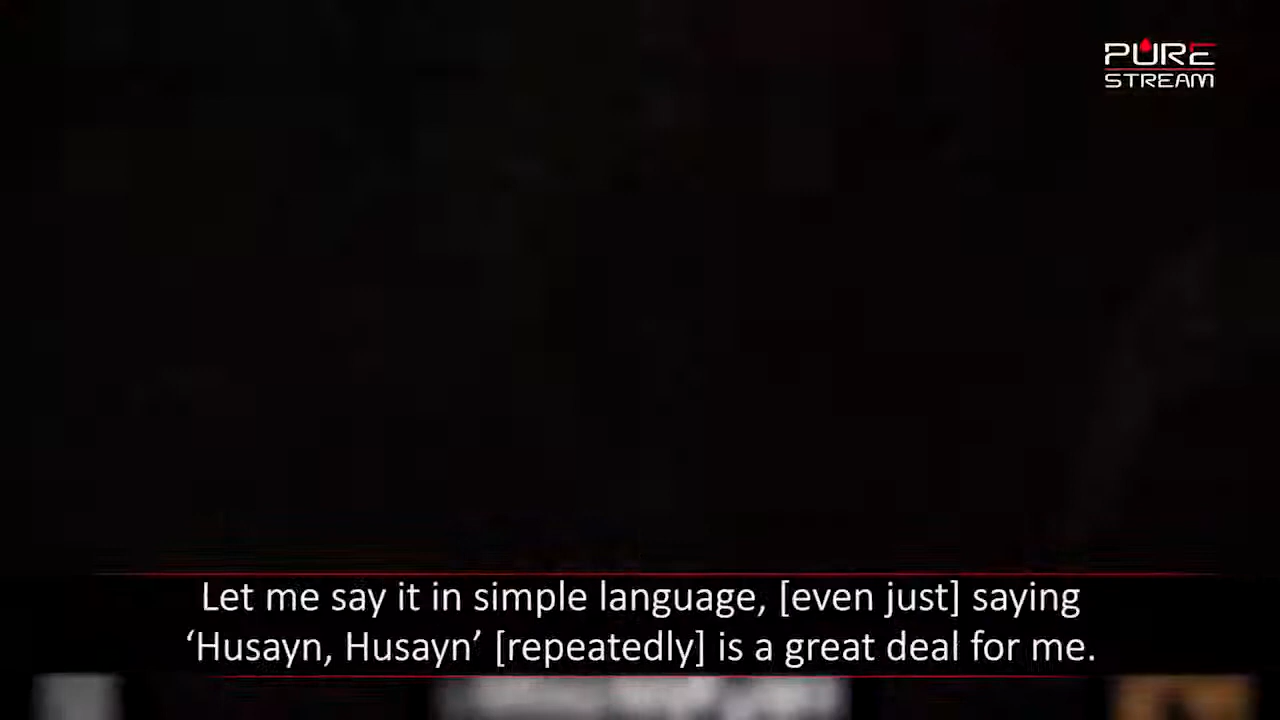 PURE
STREAM
Let me say it in simple language, [even just] saying
‘Husayn, Husayn’ [repeatedly] is a great deal for me.